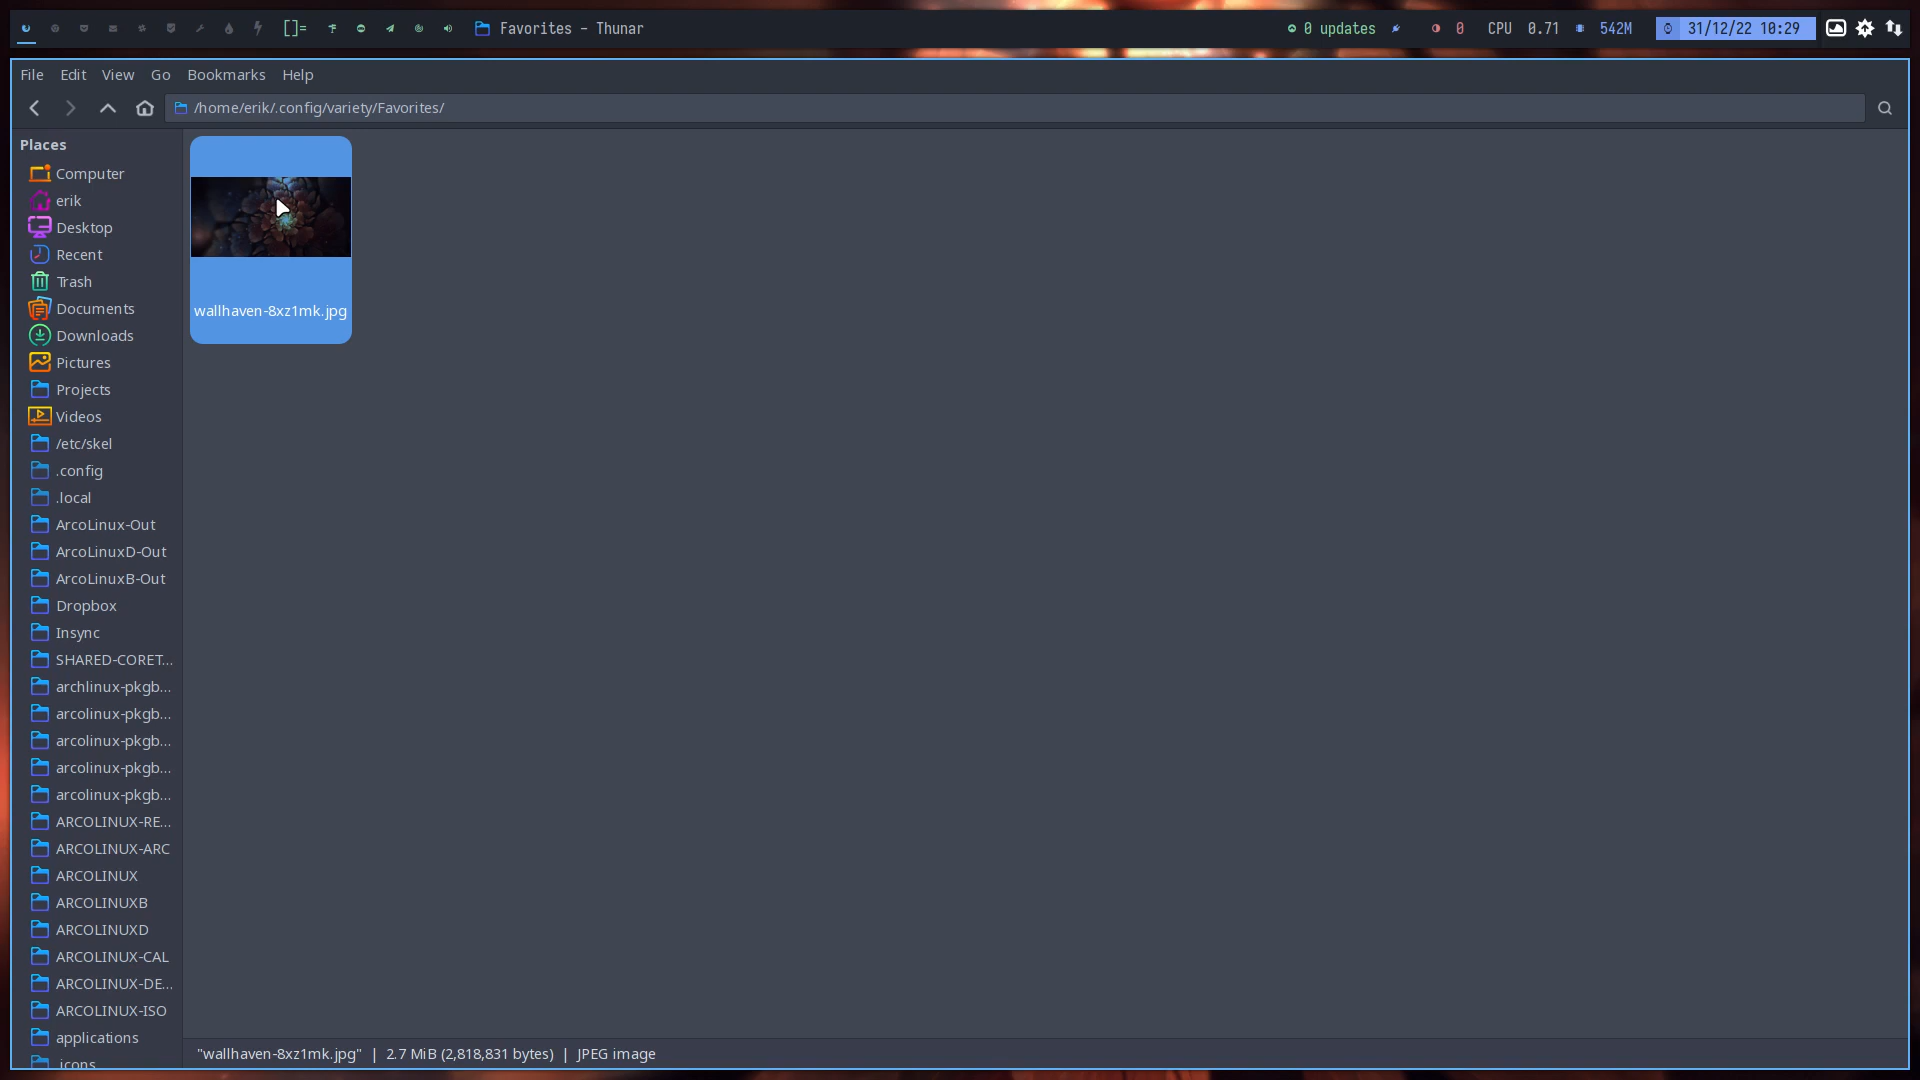 []= Favorites - Thunar 0 updates 0 CPU 0.71 542M 31/12/22 10:29
File Edit View Go Bookmarks Help
/home/erik/.config/variety/Favorites/
Places
Computer
erik
Desktop
Recent
Trash
Documents
Downloads
Pictures
Projects
Videos
/etc/skel
.config
.local
ArcoLinux-Out
ArcoLinuxD-Out
ArcoLinuxB-Out
Dropbox
Insync
SHARED-CORET...
archlinux-pkgb...
arcolinux-pkgb...
arcolinux-pkgb...
arcolinux-pkgb...
arcolinux-pkgb...
ARCOLINUX-RE...
ARCOLINUX-ARC
ARCOLINUX
ARCOLINUXB
ARCOLINUXD
ARCOLINUX-CAL
ARCOLINUX-DE...
ARCOLINUX-ISO
applications
.icons
wallhaven-8xz1mk.jpg
"wallhaven-8xz1mk.jpg" | 2.7 MiB (2,818,831 bytes) | JPEG image